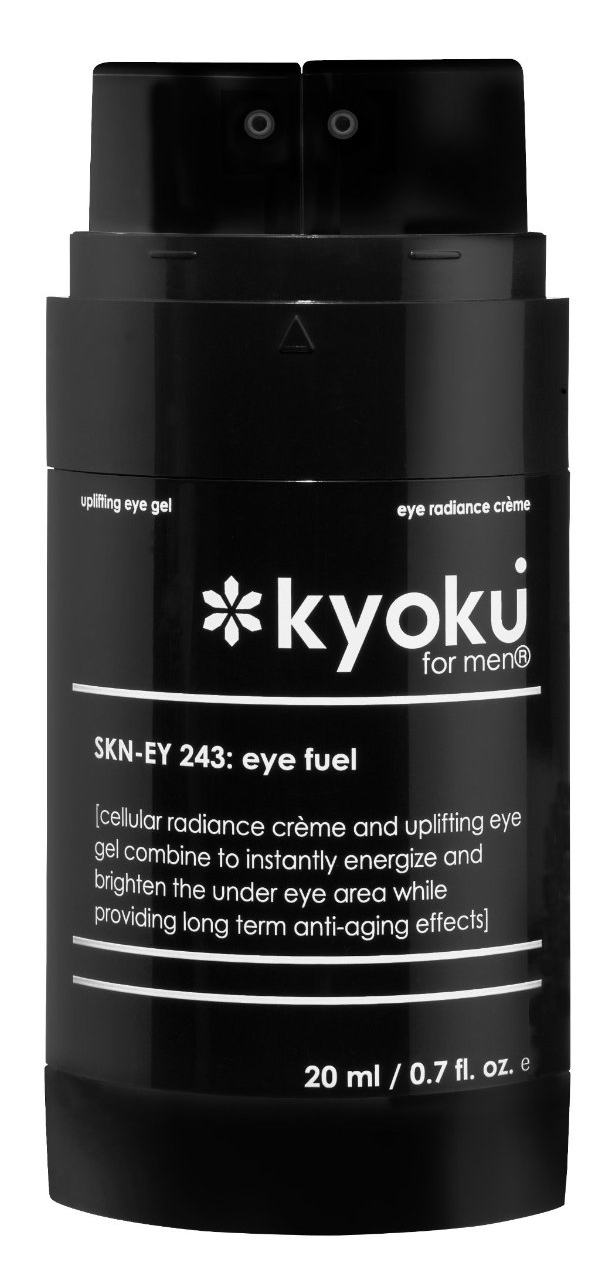 uplifting eye gel
eye radiance crème
kyoku
for men®
SKN-EY 243: eye fuel
[cellular radiance crème and uplifting eye
gel combine to instantly energize and
brighten the under eye area while
providing long term anti-aging effects]
20 ml / 0.7 fl. oz. e